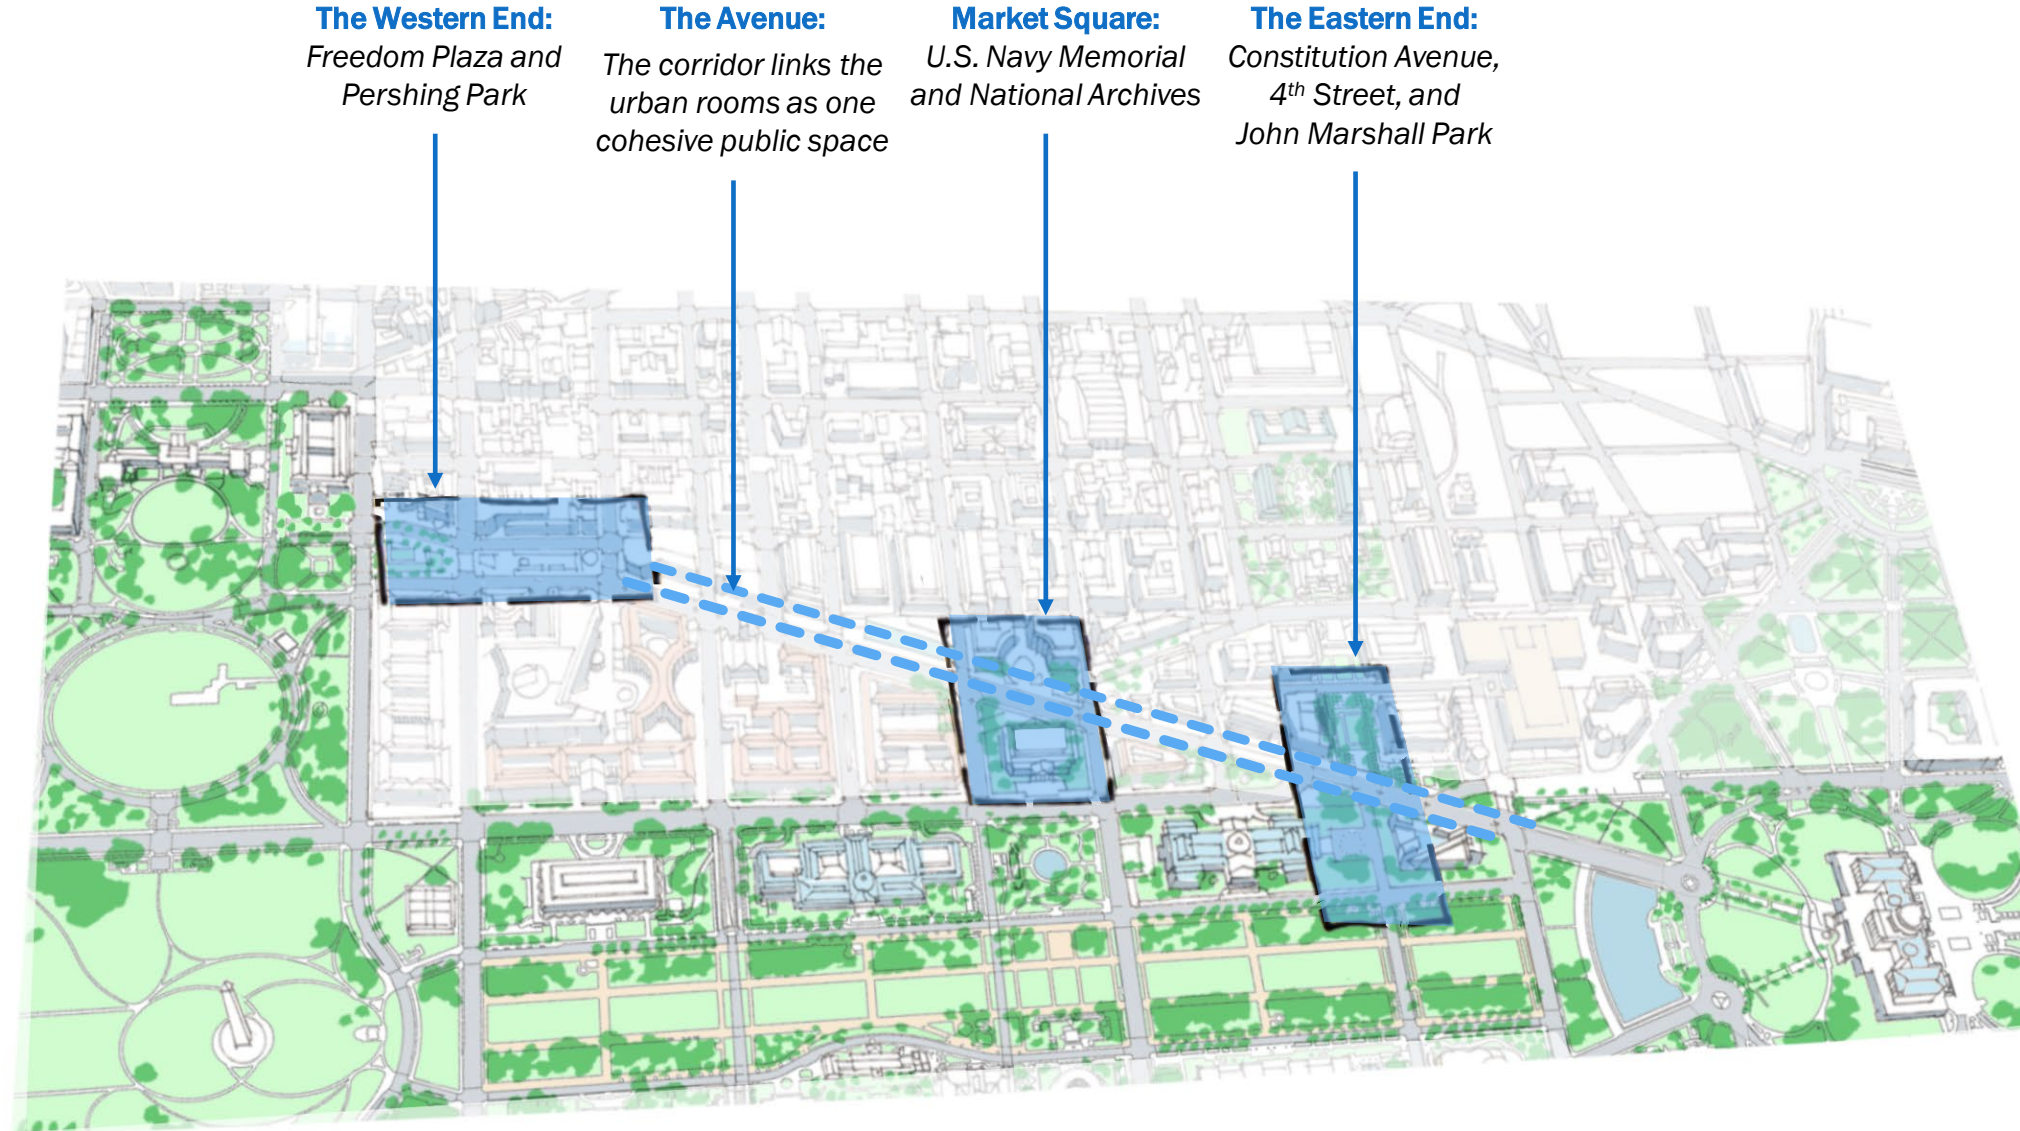 The Western End:
Freedom Plaza and
Pershing Park
The Avenue:
The corridor links the
urban rooms as one
cohesive public space
Market Square:
U.S. Navy Memorial
and National Archives
The Eastern End:
Constitution Avenue,
4th Street, and
John Marshall Park